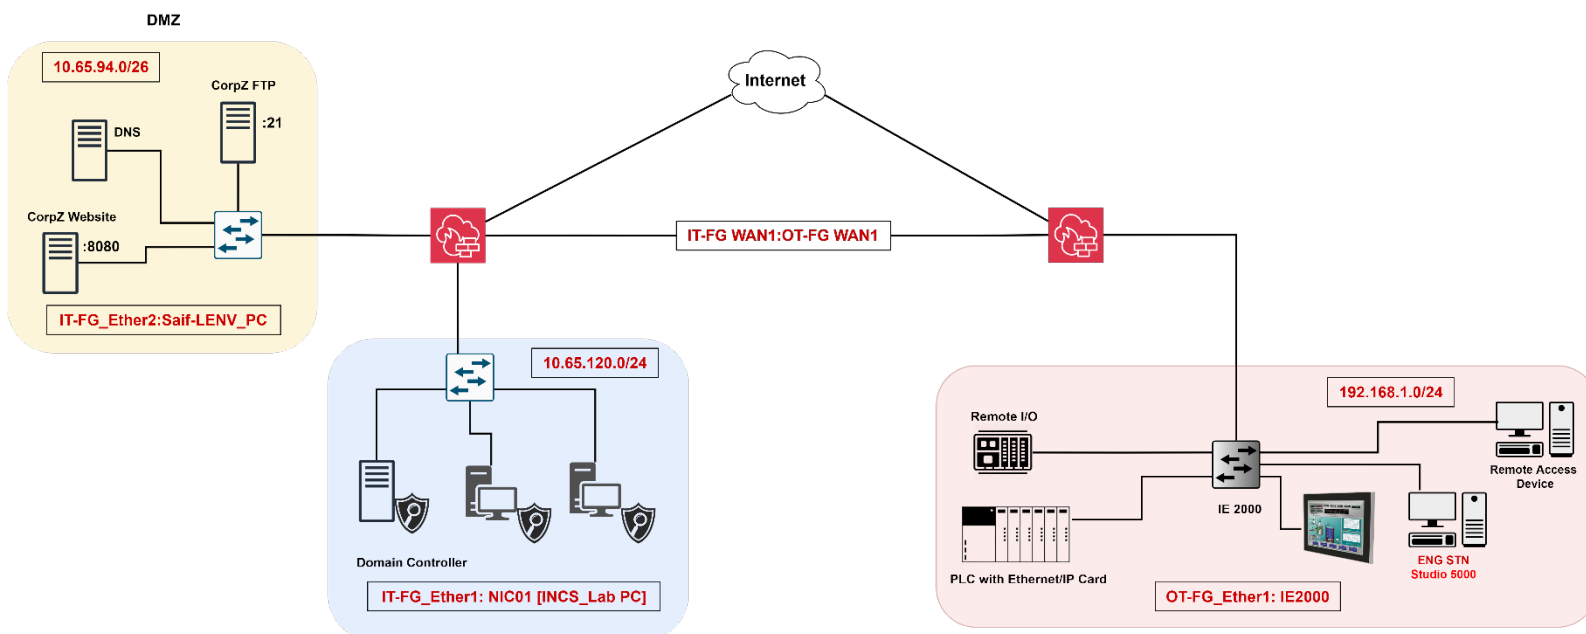 DMZ
10.65.94.0/26
CorpZ FTP
:21
DNS
CorpZ Website
:8080
IT-FG_Ether2:Saif-LENV_PC
Internet
IT-FG WAN1:OT-FG WAN1
10.65.120.0/24
Domain Controller
IT-FG_Ether1: NIC01 [INCS_Lab PC]
192.168.1.0/24
Remote I/O
Remote Access
Device
IE 2000
PLC with Ethernet/IP Card
ENG STN
Studio 5000
OT-FG_Ether1: IE2000